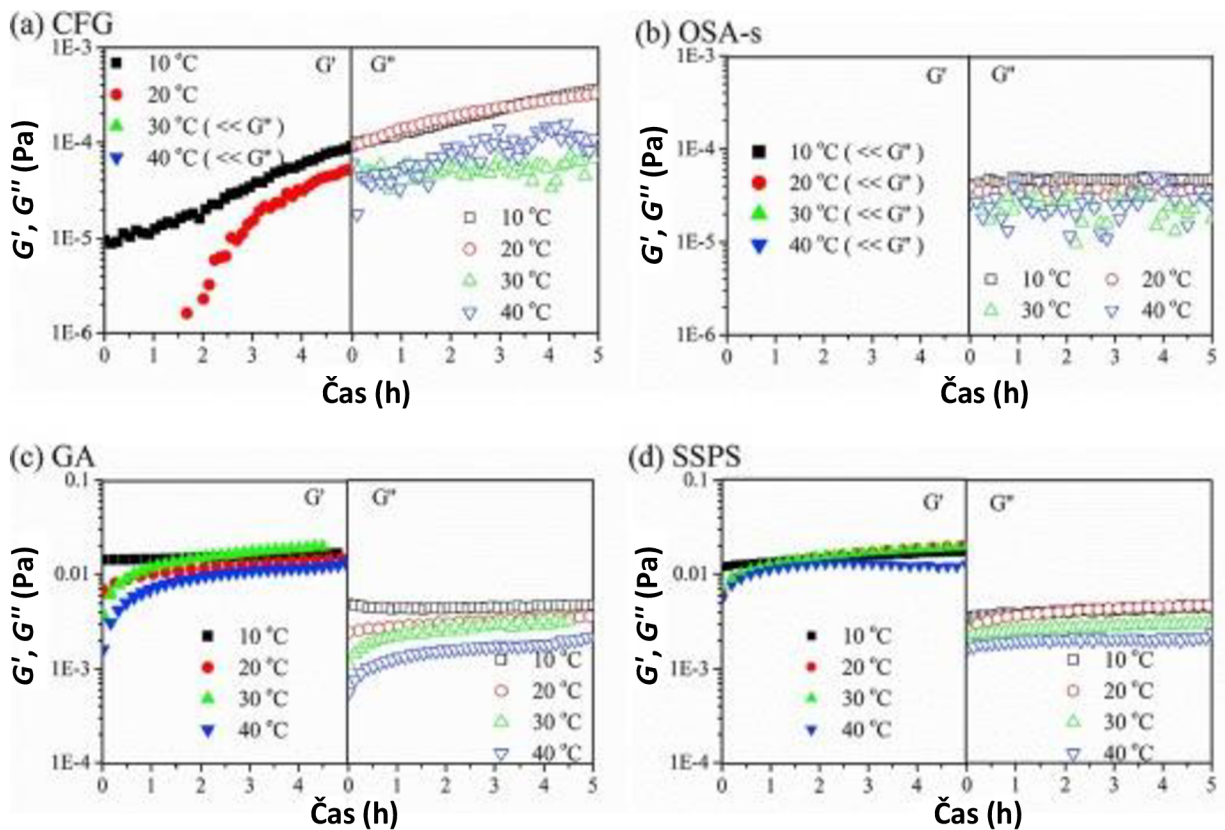 (a) CFG
1E-3
1E-4
1E-5
1E-6
G', G'' (Pa)
10 °C
20 °C
30 °C ( << G'' )
40 °C ( << G'' )
G'
G''
10 °C
20 °C
30 °C
40 °C
0 1 2 3 4 0 1 2 3 4 5
Čas (h)
(b) OSA-s
1E-3
1E-4
1E-5
1E-6
G', G'' (Pa)
G'
G''
10 °C ( << G'' )
20 °C ( << G'' )
30 °C ( << G'' )
40 °C ( << G'' )
10 °C 20 °C
30 °C 40 °C
0 1 2 3 4 0 1 2 3 4 5
Čas (h)
(c) GA
0.1
0.01
1E-3
1E-4
G', G'' (Pa)
G'
G''
10 °C
20 °C
30 °C
40 °C
10 °C
20 °C
30 °C
40 °C
0 1 2 3 4 0 1 2 3 4 5
Čas (h)
(d) SSPS
0.1
0.01
1E-3
1E-4
G', G'' (Pa)
G'
G''
10 °C
20 °C
30 °C
40 °C
10 °C
20 °C
30 °C
40 °C
0 1 2 3 4 0 1 2 3 4 5
Čas (h)